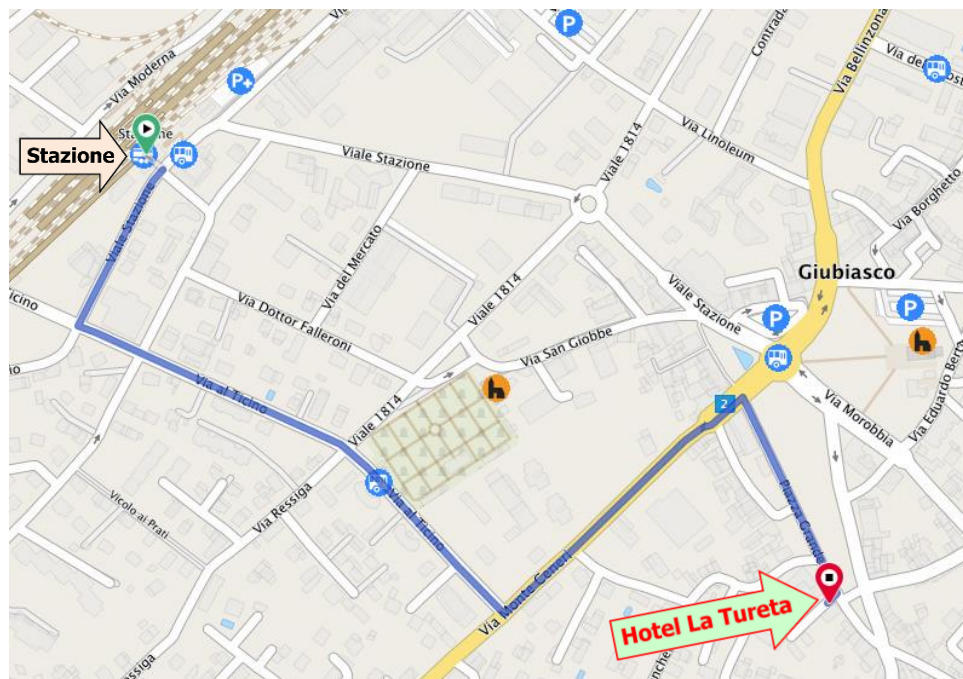 Via Moderna
P
P+
Contrada
Via Bellinzona
Stazione
Stazione
Viale Stazione
Viale 1814
Via Linoleum
Via Borghetto
Viale Stazione
Via del Mercato
Giubiasco
Ticino
Via Dottor Falleroni
Viale 1814
Viale Stazione
P
P
Via San Giobbe
Via Eduardo Berta
Via al Ticino
Viale 1814
2
Via Morobbia
Via Ressiga
Via al Ticino
Vicolo ai Prati
Piazza Grande
Via Monte Ceneri
Hotel La Tureta
Ressiga